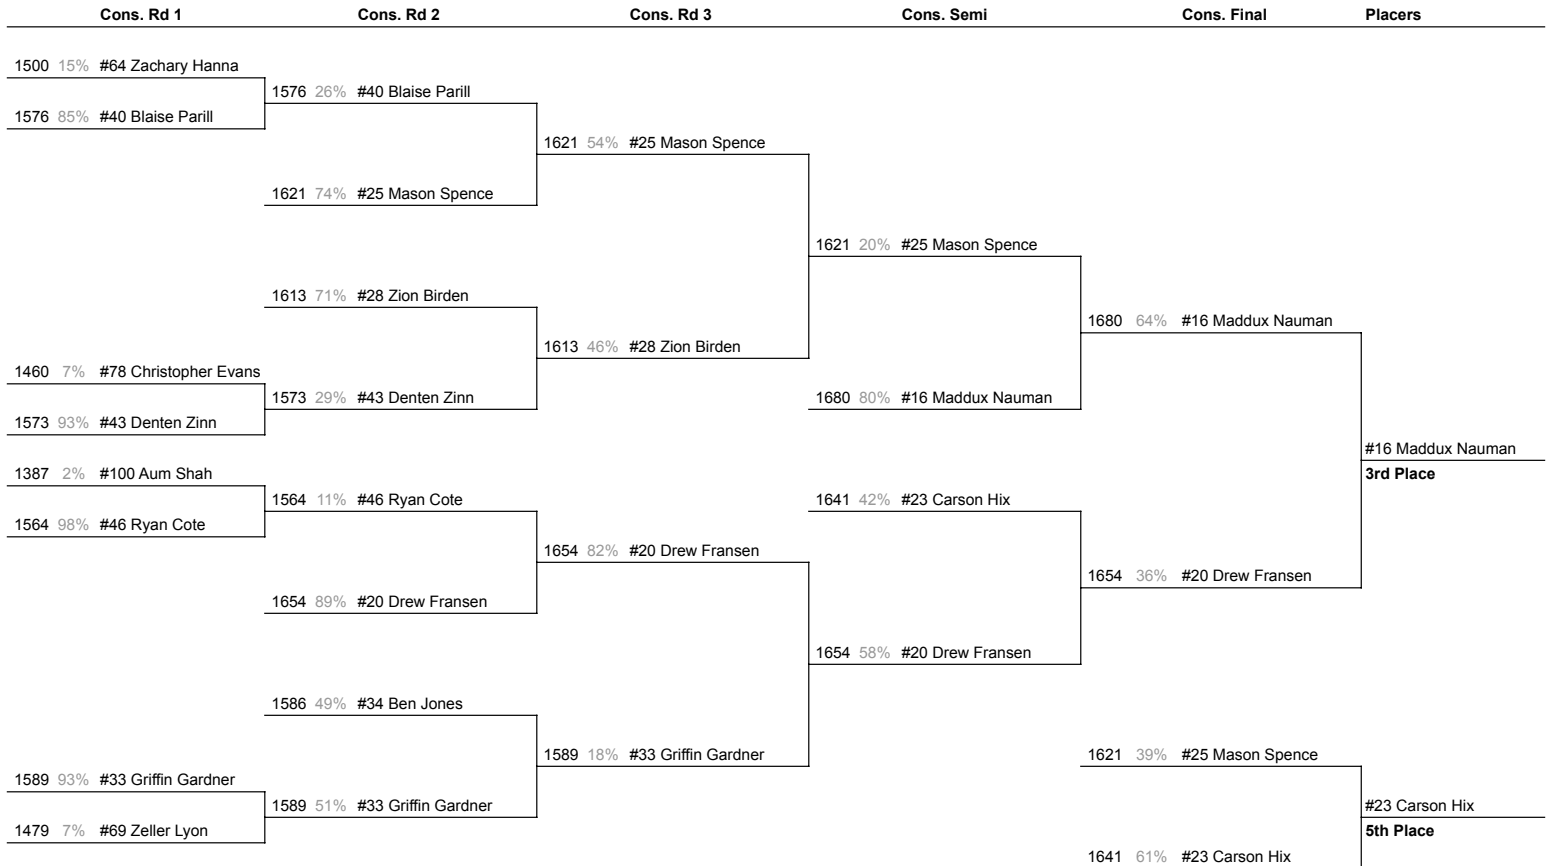 Cons. Rd 1 Cons. Rd 2 Cons. Rd 3 Cons. Semi Cons. Final Placers
1500 15% #64 Zachary Hanna
1576 26% #40 Blaise Parill
1576 85% #40 Blaise Parill
1621 54% #25 Mason Spence
1621 74% #25 Mason Spence
1621 20% #25 Mason Spence
1613 71% #28 Zion Birden
1680 64% #16 Maddux Nauman
1613 46% #28 Zion Birden
1460 7% #78 Christopher Evans
1573 29% #43 Denten Zinn
1680 80% #16 Maddux Nauman
1573 93% #43 Denten Zinn
#16 Maddux Nauman
3rd Place
1387 2% #100 Aum Shah
1564 11% #46 Ryan Cote
1641 42% #23 Carson Hix
1564 98% #46 Ryan Cote
1654 82% #20 Drew Fransen
1654 36% #20 Drew Fransen
1654 89% #20 Drew Fransen
1654 58% #20 Drew Fransen
1586 49% #34 Ben Jones
1589 18% #33 Griffin Gardner
1621 39% #25 Mason Spence
1589 93% #33 Griffin Gardner
1589 51% #33 Griffin Gardner
#23 Carson Hix
5th Place
1479 7% #69 Zeller Lyon
1641 61% #23 Carson Hix